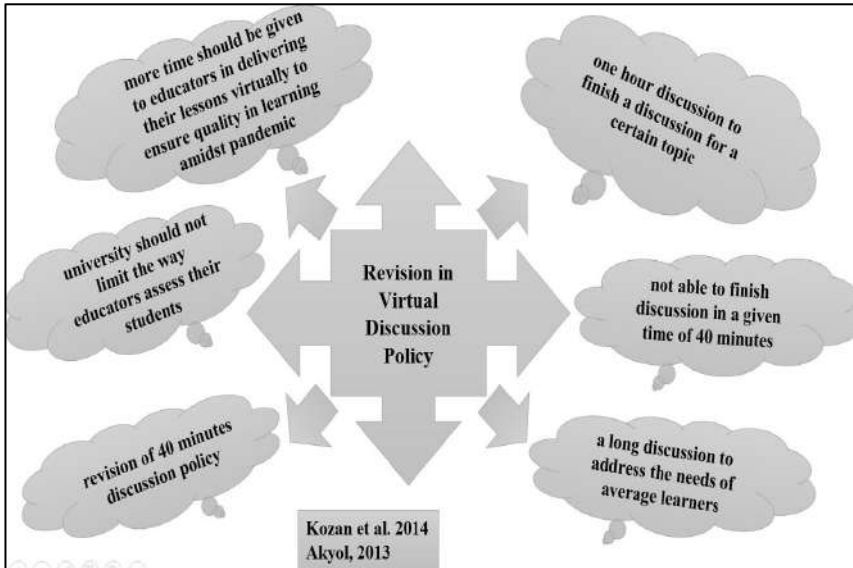 more time should be given
to educators in delivering
their lessons virtually to
ensure quality in learning
amidst pandemic
one hour discussion to
finish a discussion for a
certain topic
university should not
limit the way
educators assess their
students
Revision in
Virtual
Discussion
Policy
not able to finish
discussion in a given
time of 40 minutes
revision of 40 minutes
discussion policy
a long discussion to
address the needs of
average learners
Kozan et al. 2014
Akyol, 2013